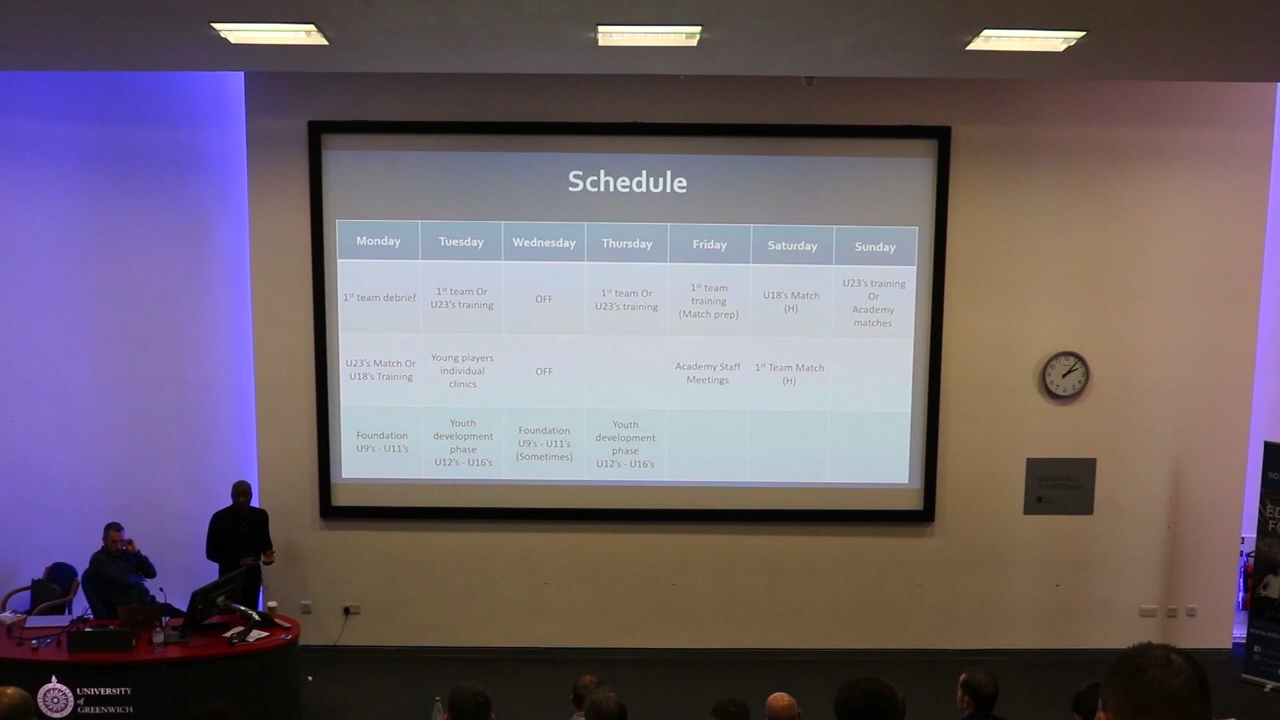 Schedule
Monday Tuesday Wednesday Thursday Friday Saturday Sunday
1st team debrief
1st team Or
U23's training
OFF
1st team Or
U23's training
1st team
training
(Match prep)
U18's Match
(H)
U23's training
Or
Academy
matches
U23's Match Or
U18's Training
Young players
individual
clinics
OFF
Academy Staff
Meetings
1st Team Match
(H)
Foundation
U9's - U11's
Youth
development
phase
U12's - U16's
Foundation
U9's - U11's
(Sometimes)
Youth
development
phase
U12's - U16's
UNIVERSITY
of
GREENWICH